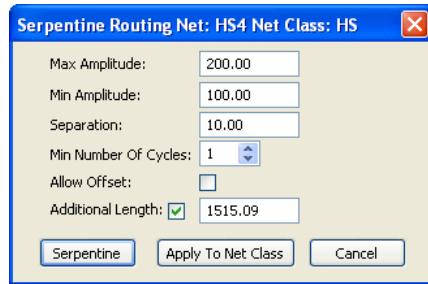 Serpentine Routing Net: HS4 Net Class: HS
Max Amplitude: 200.00
Min Amplitude: 100.00
Separation: 10.00
Min Number Of Cycles: 1
Allow Offset:
Additional Length: 1515.09
Serpentine Apply To Net Class Cancel